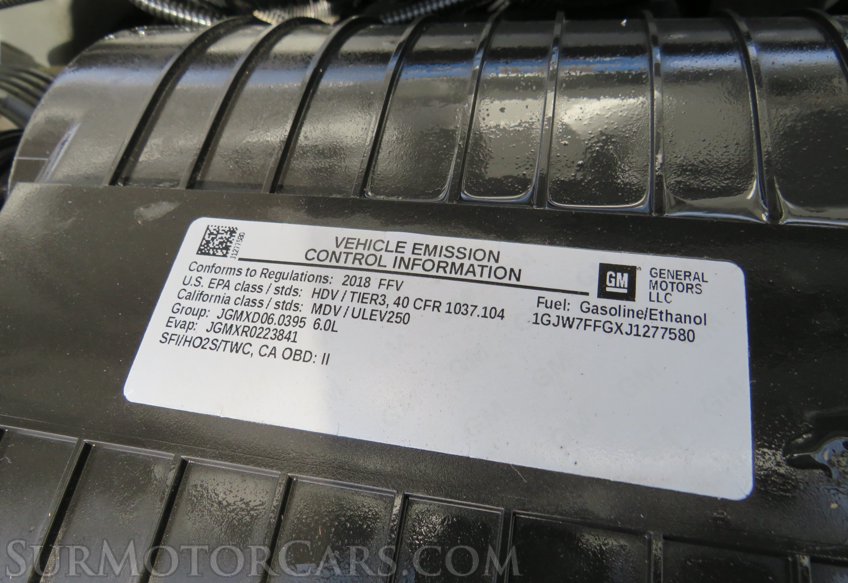 J1277580
VEHICLE EMISSION
CONTROL INFORMATION
GM
GENERAL
MOTORS
LLC
Conforms to Regulations: 2018 FFV
U.S. EPA class / stds: HDV / TIER3, 40 CFR 1037.104
California class / stds: MDV / ULEV250
Group: JGMXD06.0395 6.0L
Evap: JGMXR0223841
SFI/HO2S/TWC, CA OBD: II
Fuel: Gasoline/Ethanol
1GJW7FFGXJ1277580
SURMOTORCARS.COM